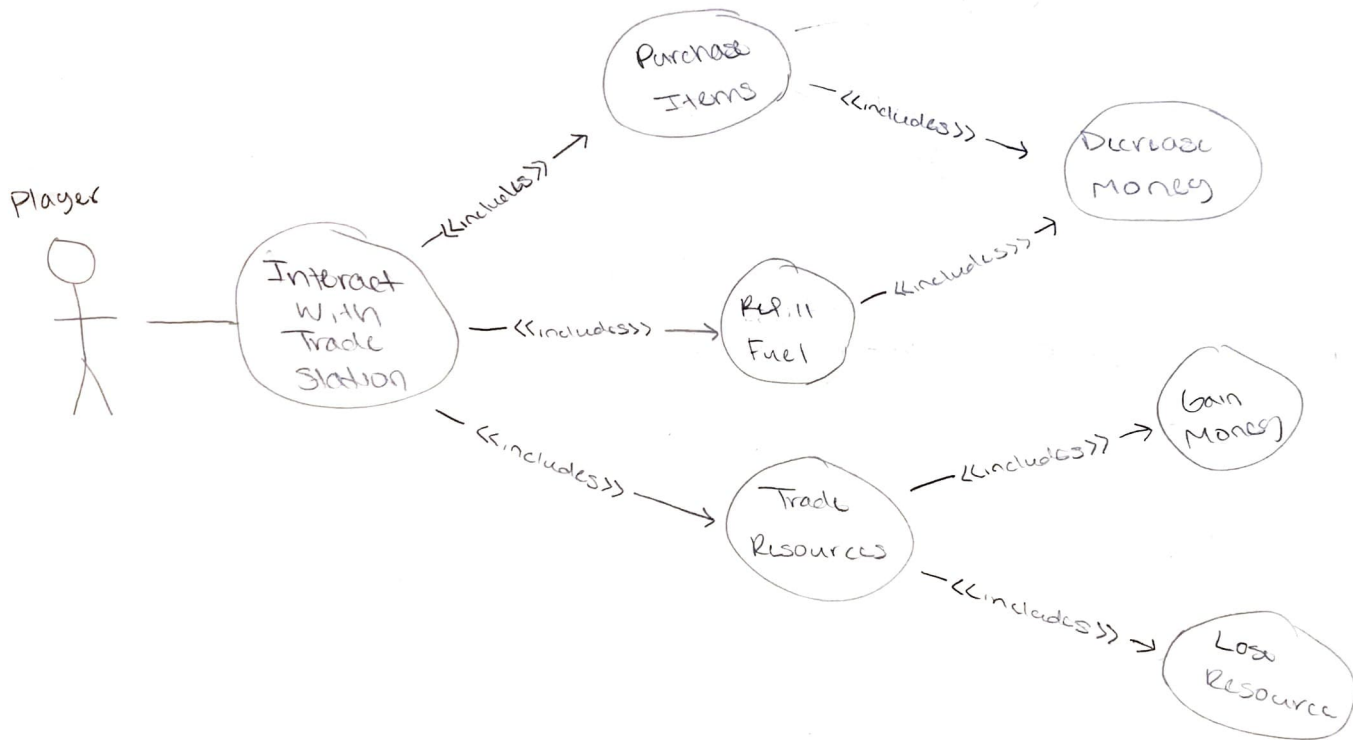 Purchase
Items
<<includes>>
Decrease
Money
<<includes>>
Player
Interact
With
Trade
Station
<<includes>>
Refill
Fuel
<<includes>>
<<includes>>
Trade
Resources
<<includes>>
Gain
Money
<<includes>>
Lose
Resource